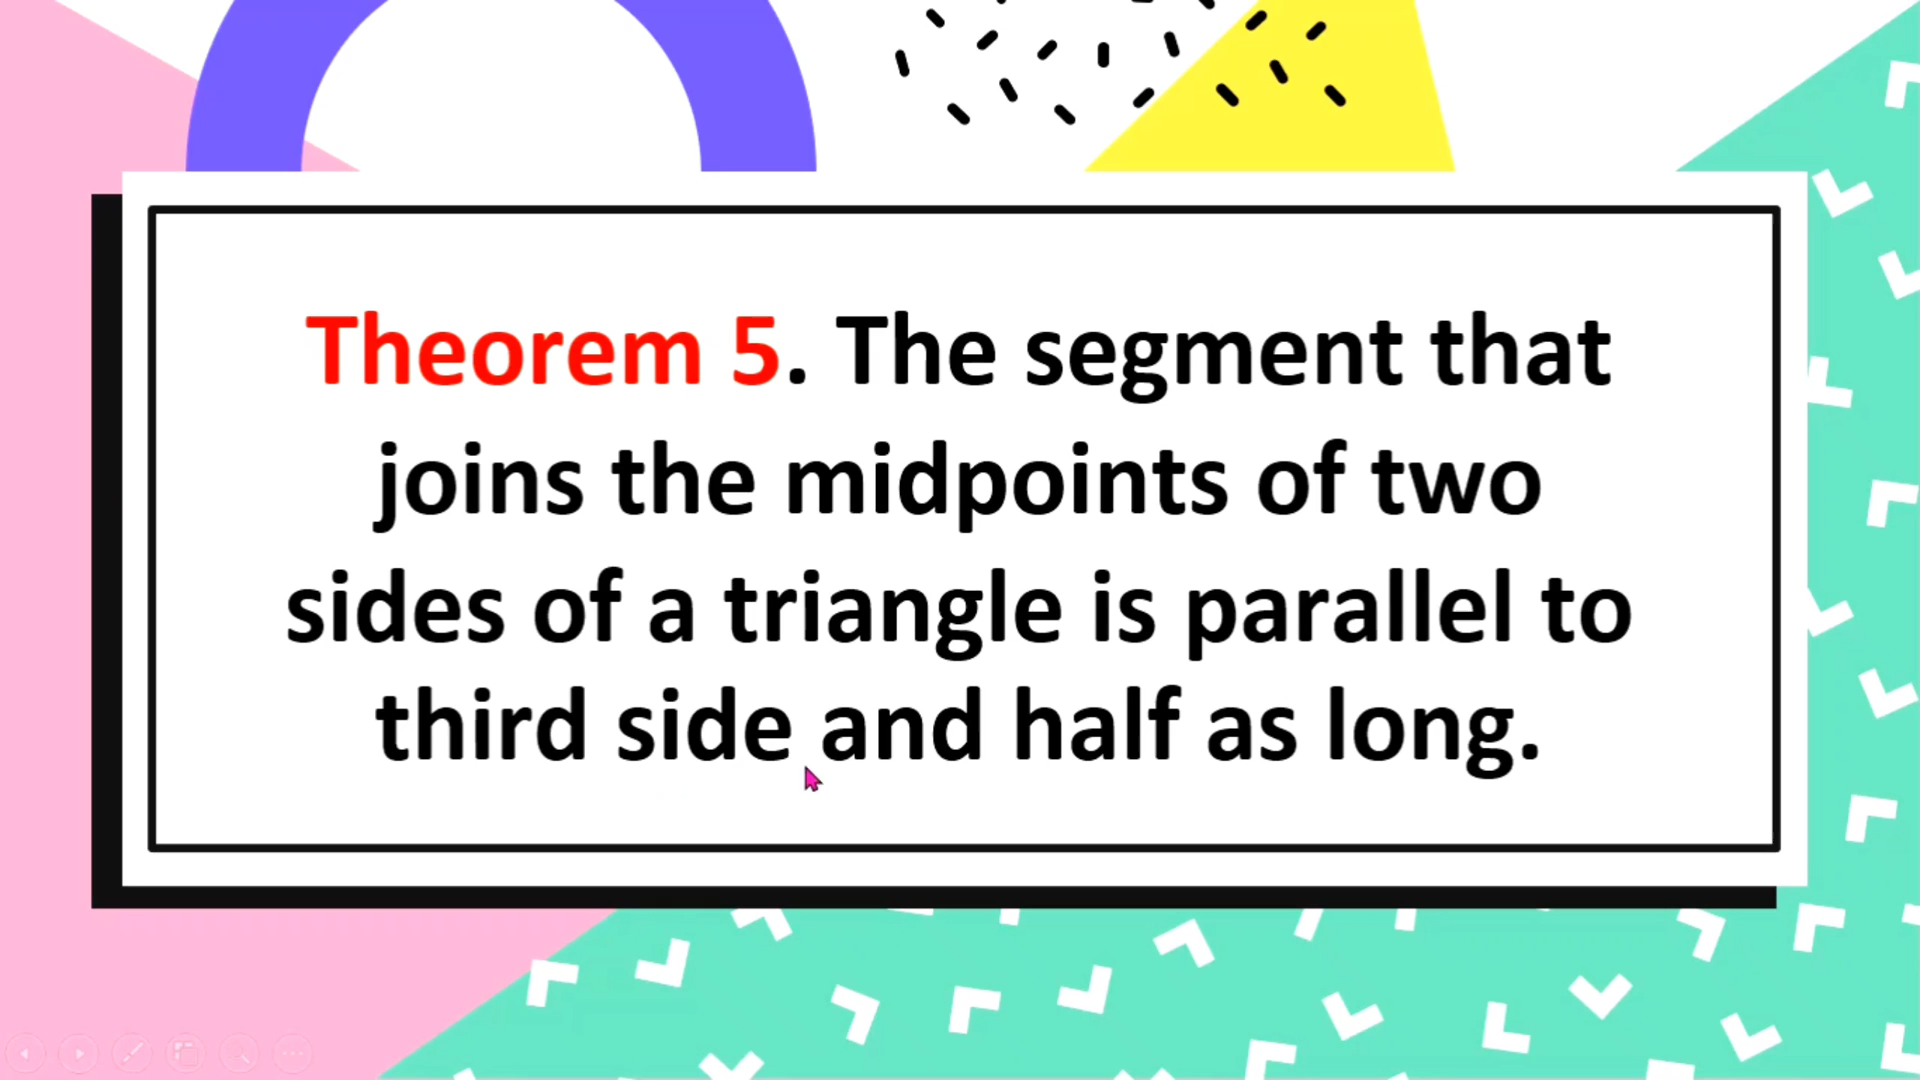 Theorem 5. The segment that
joins the midpoints of two
sides of a triangle is parallel to
third side and half as long.